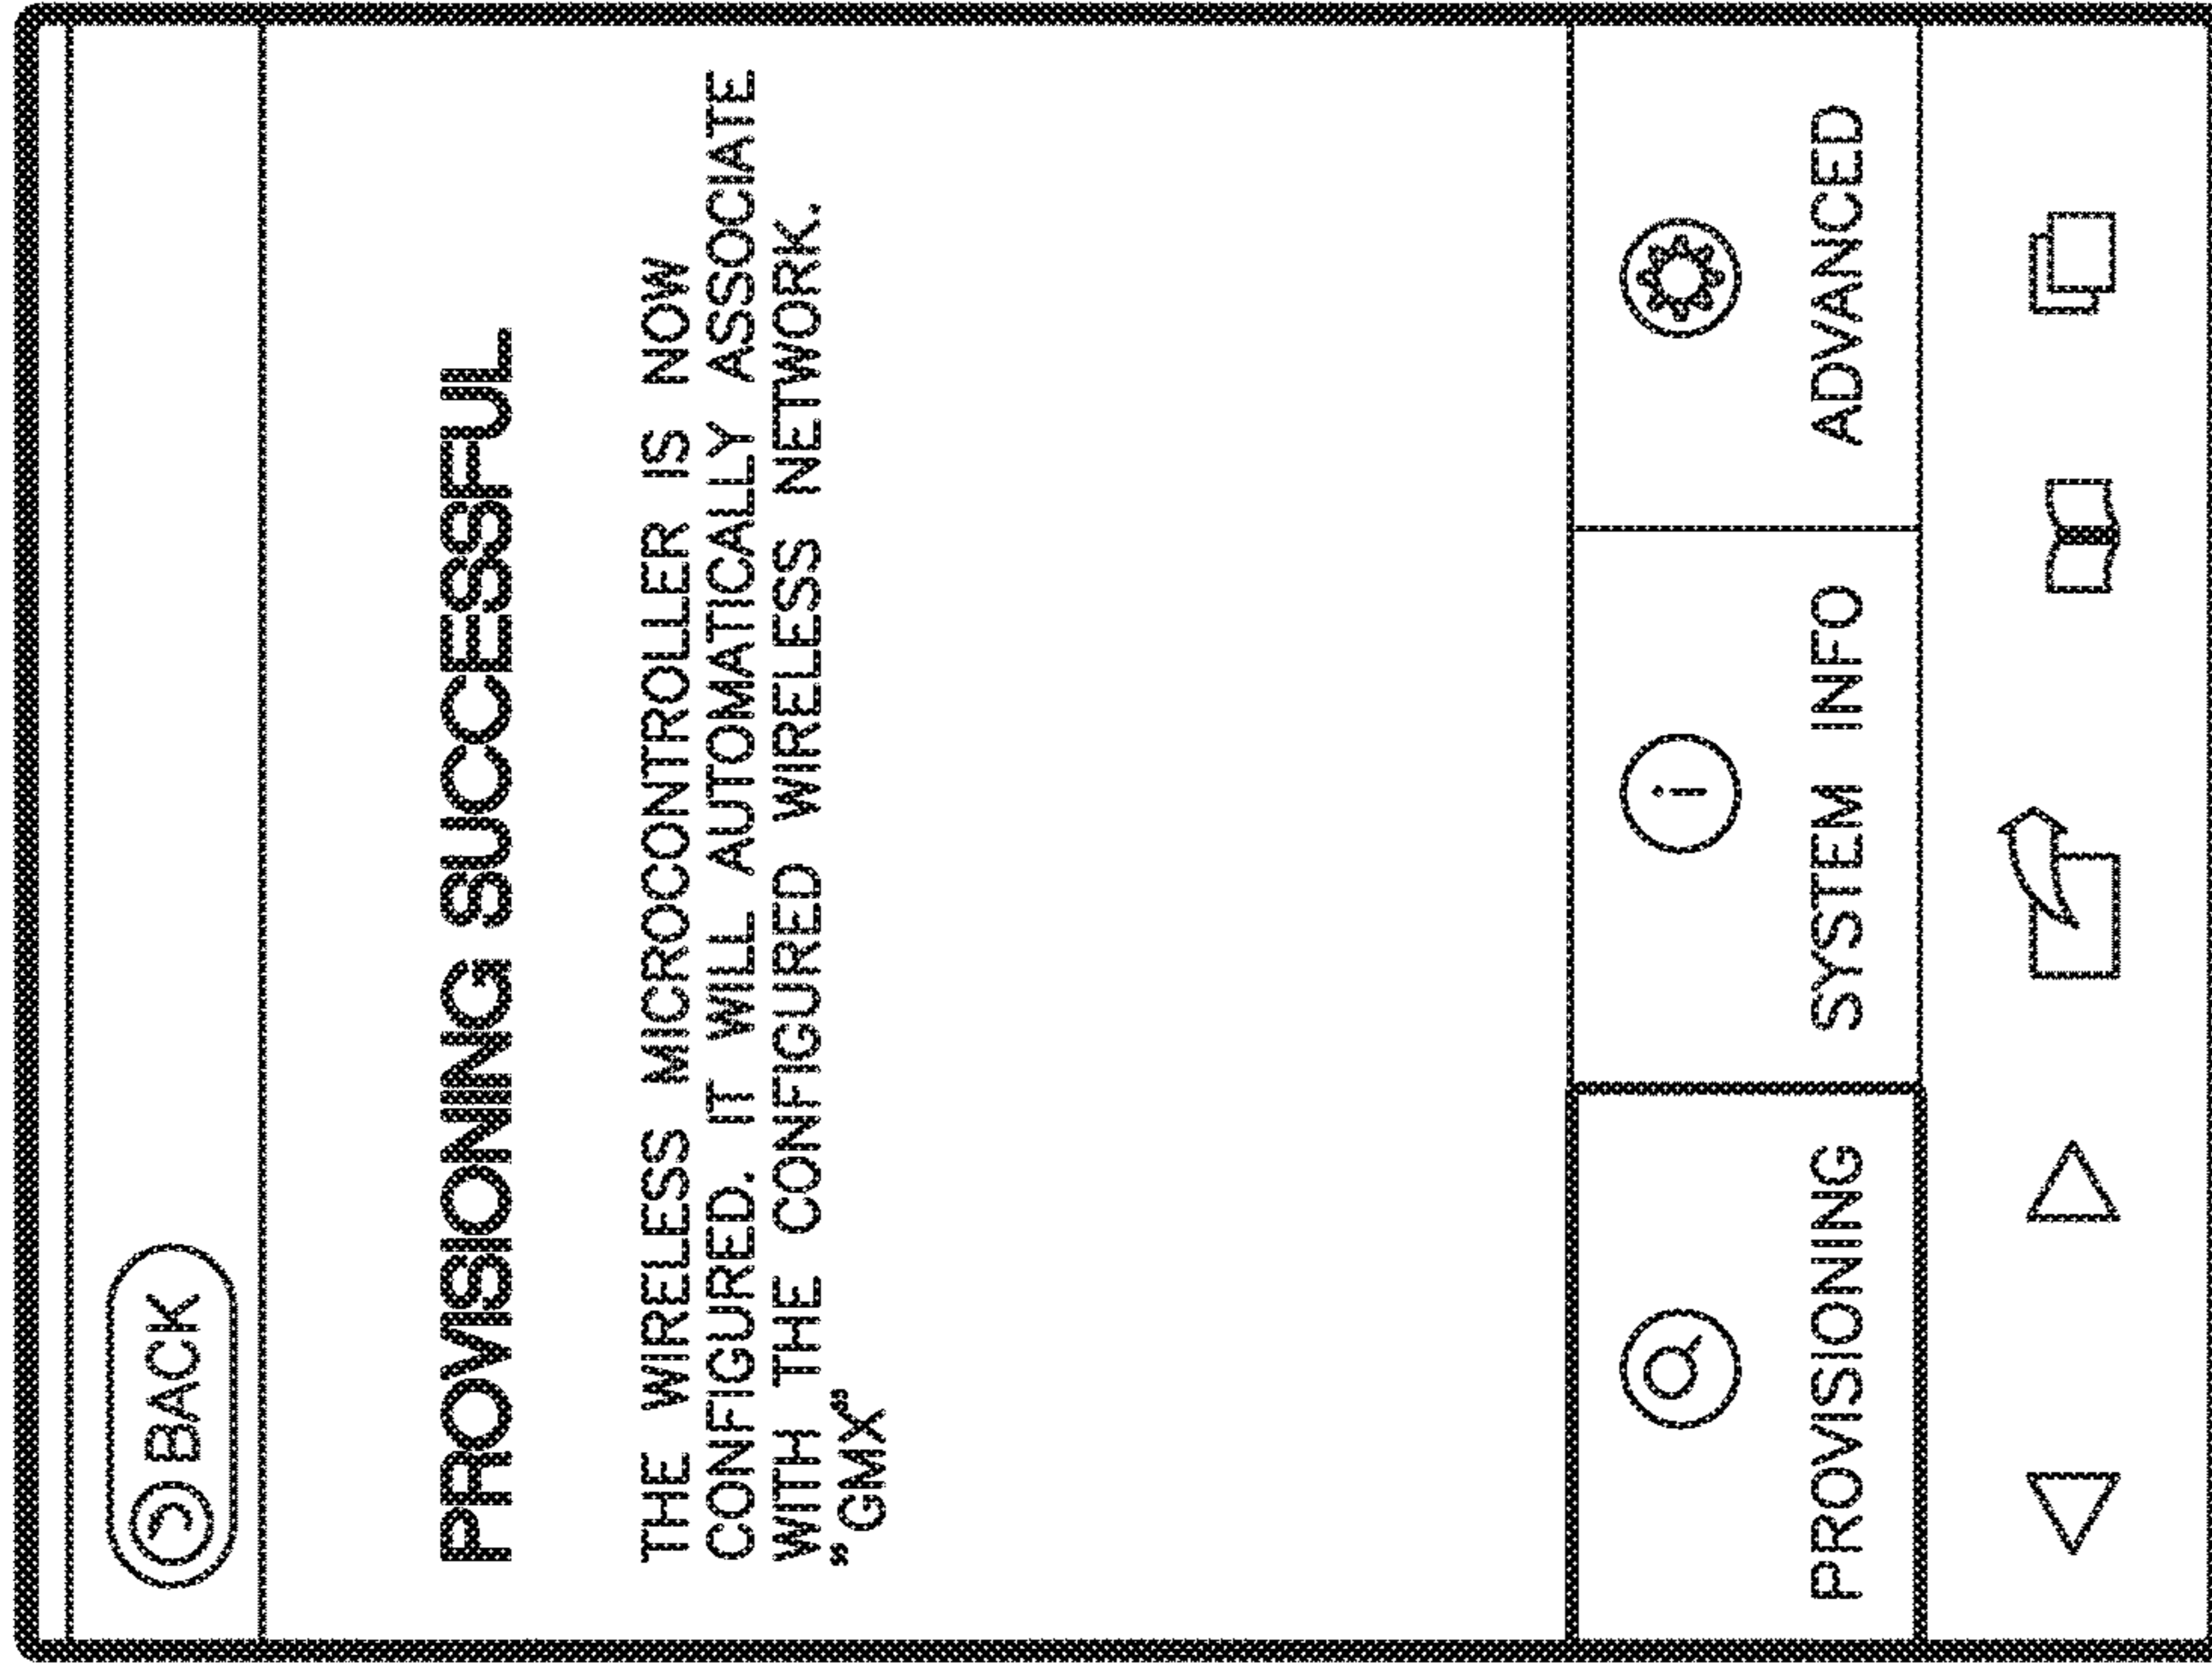 BACK
PROVISIONING SUCCESSFUL
THE WIRELESS MICROCONTROLLER IS NOW
CONFIGURED. IT WILL AUTOMATICALLY ASSOCIATE
WITH THE CONFIGURED WIRELESS NETWORK.
"GMX"
PROVISIONING
SYSTEM INFO
ADVANCED